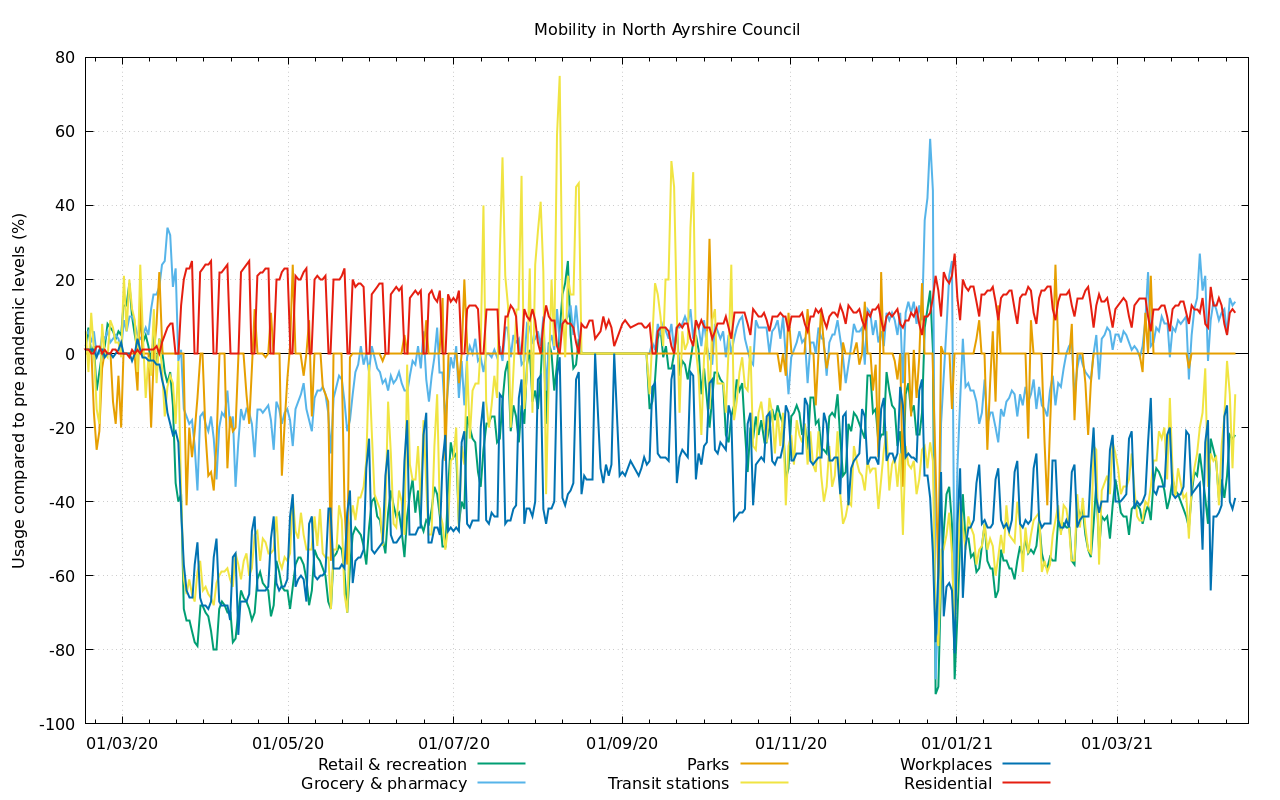 Mobility in North Ayrshire Council
Usage compared to pre pandemic levels (%)
80
60
40
20
0
-20
-40
-60
-80
-100
01/03/20 01/05/20 01/07/20 01/09/20 01/11/20 01/01/21 01/03/21
Retail & recreation Parks Workplaces
Grocery & pharmacy Transit stations Residential